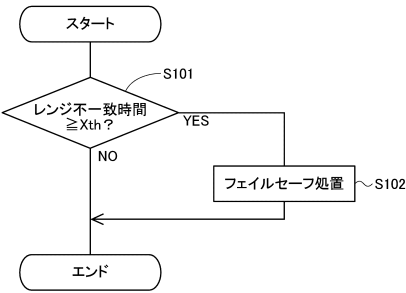 スタート
S101
レンジ不一致時間
≧Xth？
YES
NO
フェイルセーフ処置
S102
エンド